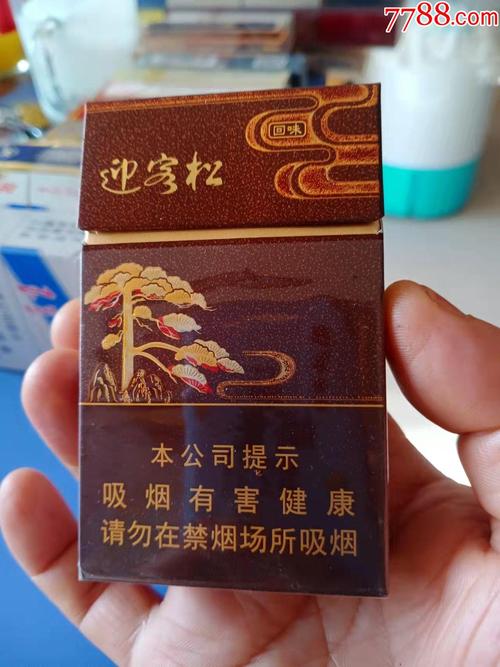 7788.com
回味
迎客松
本公司提示
吸烟有害健康
请勿在禁烟场所吸烟